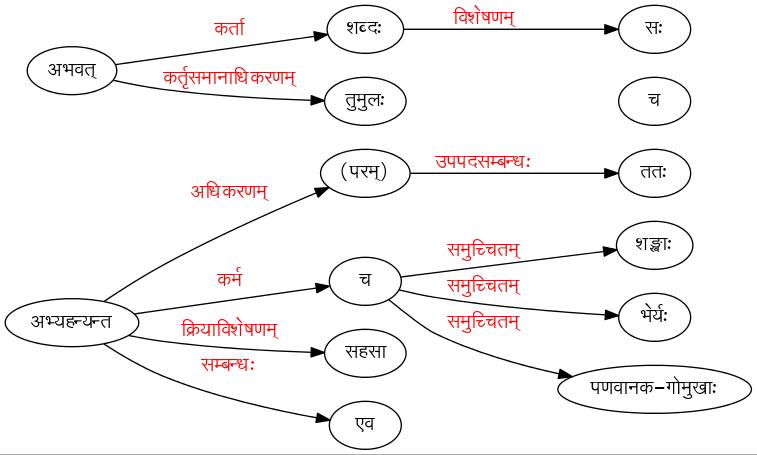 कर्ता
शब्दः
विशेषणम्
सः
अभवत्
कर्तृसमानाधिकरणम्
तुमुलः
च
(परम्)
उपपदसम्बन्धः
ततः
अधिकरणम्
समुच्चितम्
शङ्खाः
कर्म
च
समुच्चितम्
भेर्यः
अभ्यहन्यन्त
क्रियाविशेषणम्
समुच्चितम्
सहसा
सम्बन्धः
पणवानक-गोमुखाः
एव